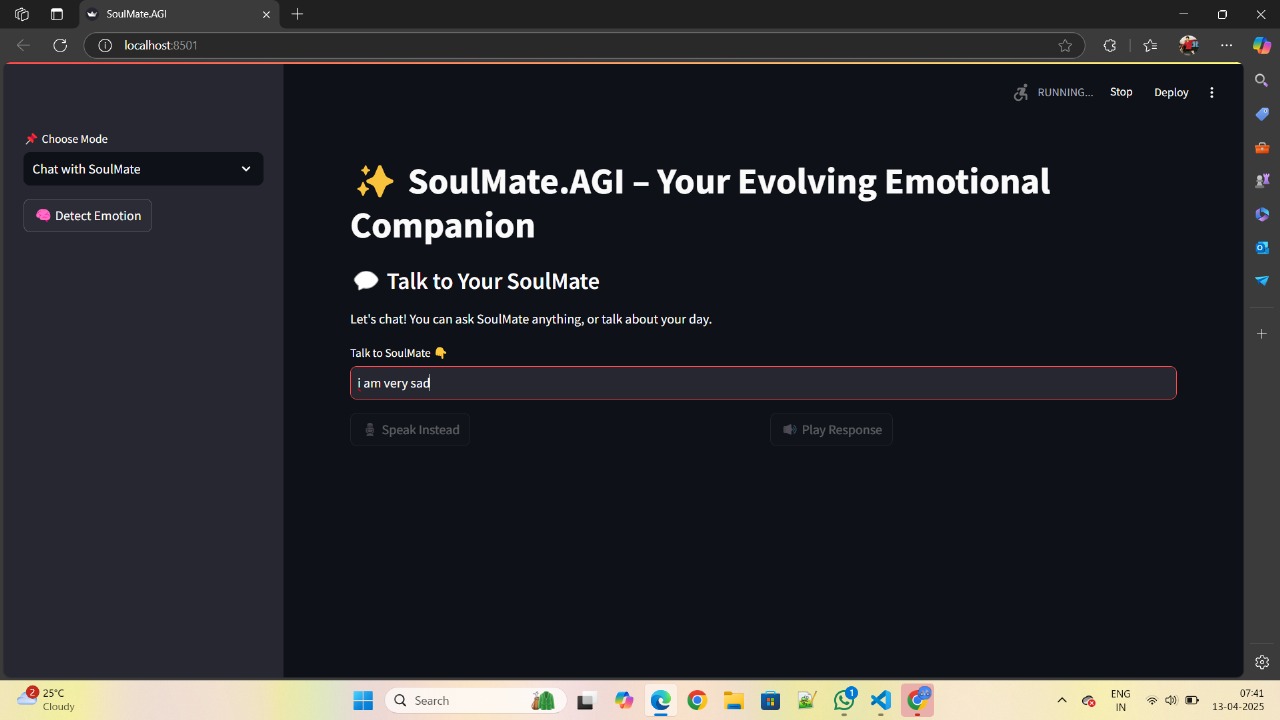 SoulMate.AGI
localhost:8501
RUNNING...
Stop
Deploy
📌 Choose Mode
Chat with SoulMate
🧠 Detect Emotion
✨ SoulMate.AGI – Your Evolving Emotional
Companion
💬 Talk to Your SoulMate
Let's chat! You can ask SoulMate anything, or talk about your day.
Talk to SoulMate 👇
i am very sad
🎙️ Speak Instead
🔊 Play Response
2
25°C
Cloudy
Search
1
ENG
IN
07:41
13-04-2025